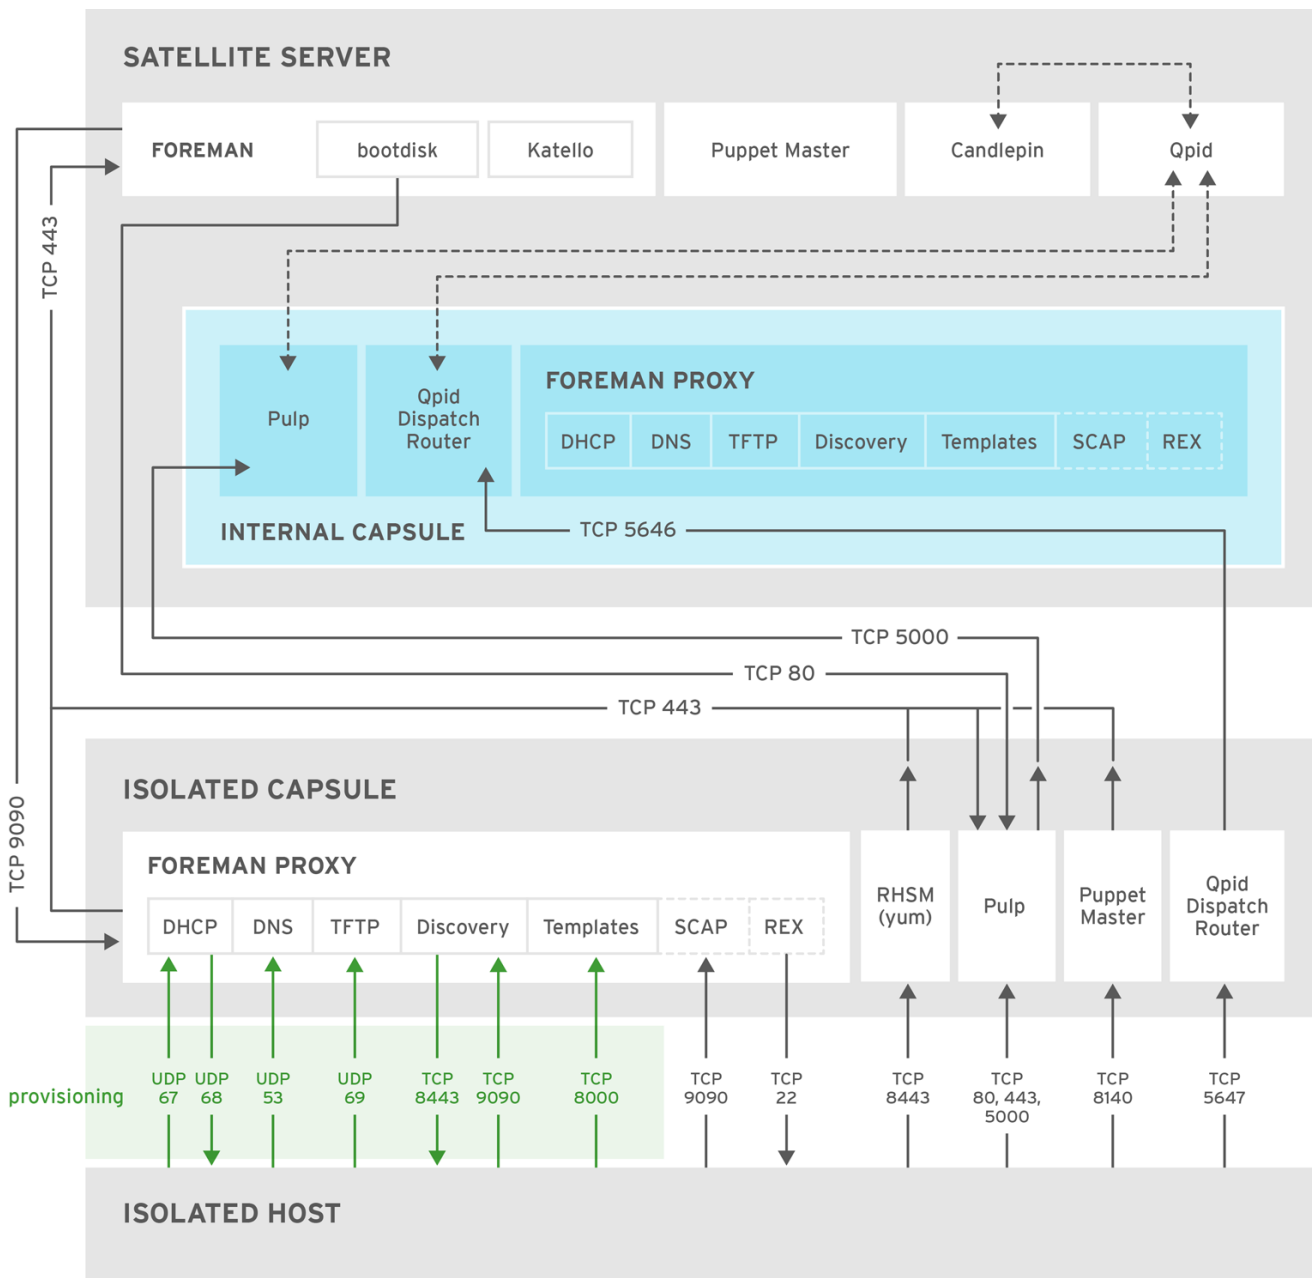 SATELLITE SERVER
FOREMAN
bootdisk
Katello
Puppet Master
Candlepin
Qpid
TCP 443
Pulp
Qpid
Dispatch
Router
FOREMAN PROXY
DHCP
DNS
TFTP
Discovery
Templates
SCAP
REX
INTERNAL CAPSULE
TCP 5646
TCP 5000
TCP 80
TCP 443
TCP 9090
ISOLATED CAPSULE
FOREMAN PROXY
DHCP
DNS
TFTP
Discovery
Templates
SCAP
REX
RHSM
(yum)
Pulp
Puppet
Master
Qpid
Dispatch
Router
provisioning
UDP
67
UDP
68
UDP
53
UDP
69
TCP
8443
TCP
9090
TCP
8000
TCP
9090
TCP
22
TCP
8443
TCP
80, 443,
5000
TCP
8140
TCP
5647
ISOLATED HOST